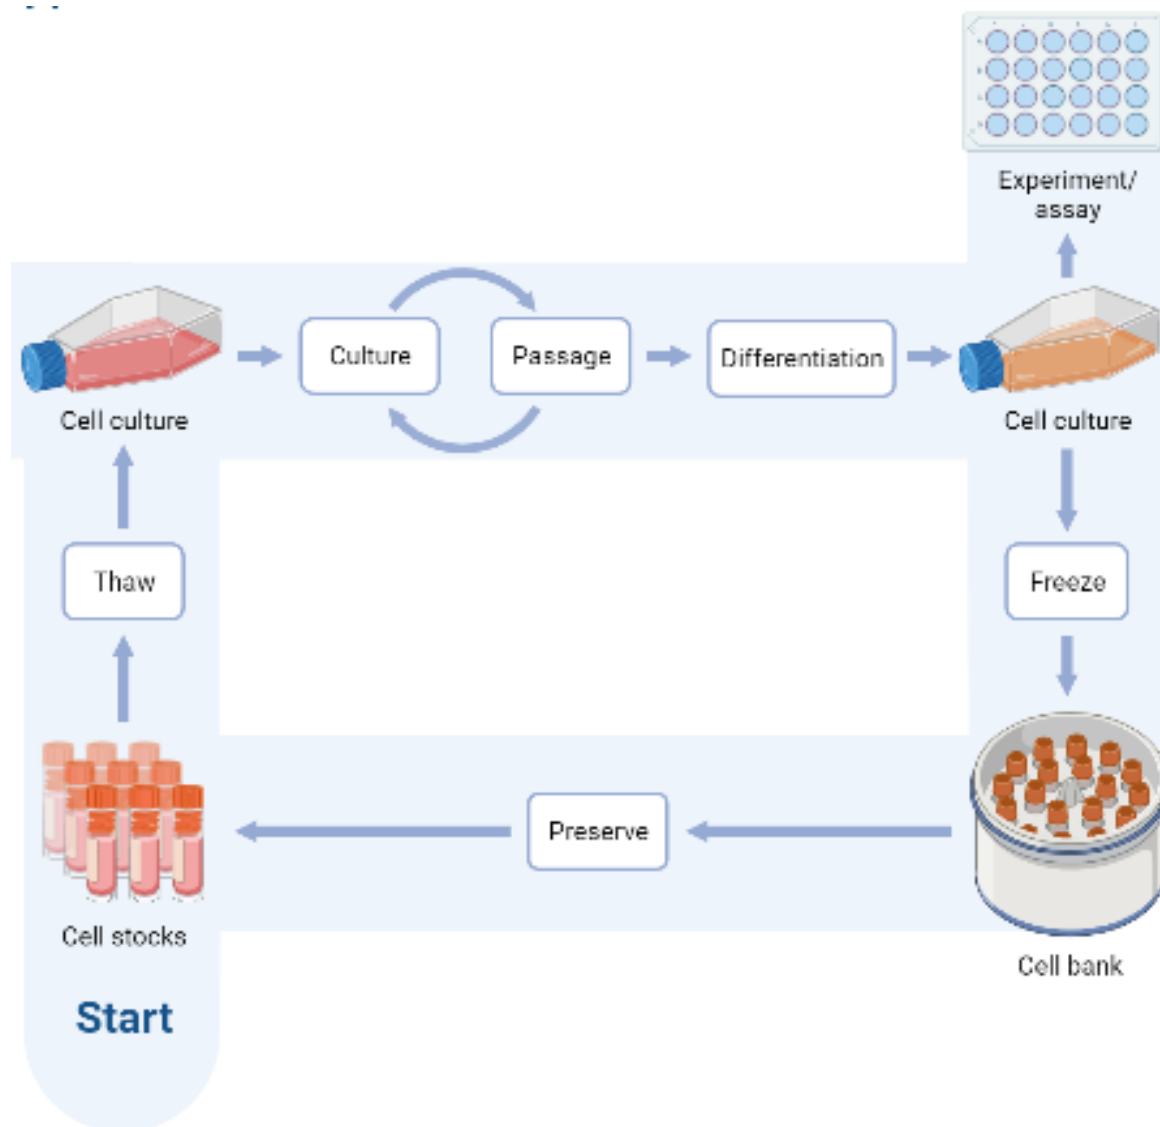 Experiment/
assay
Culture
Passage
Differentiation
Cell culture
Cell culture
Thaw
Freeze
Preserve
Cell stocks
Cell bank
Start